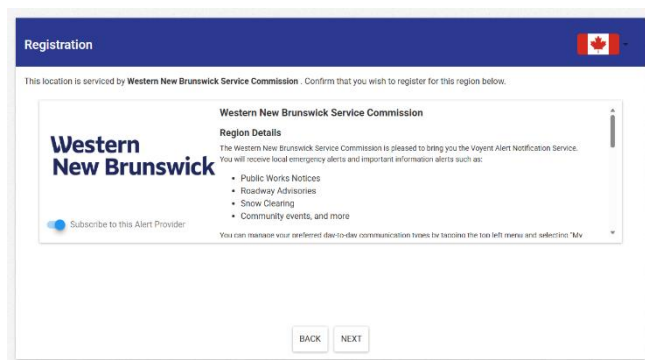 Registration
This location is serviced by Western New Brunswick Service Commission . Confirm that you wish to register for this region below.
Western
New Brunswick
Subscribe to this Alert Provider
Western New Brunswick Service Commission
Region Details
The Western New Brunswick Service Commission is pleased to bring you the Voyent Alert Notification Service.
You will receive local emergency alerts and important information alerts such as:
• Public Works Notices
• Roadway Advisories
• Snow Clearing
• Community events, and more
You can manage your preferred day-to-day communication types by tapping the top left menu and selecting "My
BACK NEXT